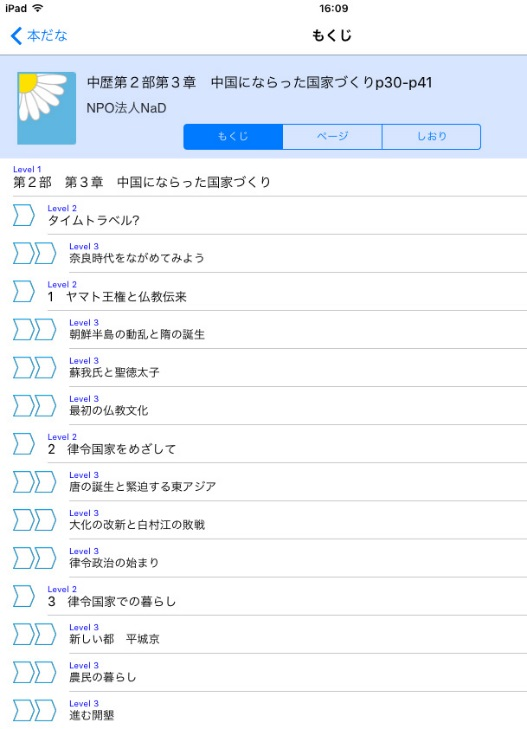 iPad 16:09
本だな もくじ
中歴第２部第３章　中国にならった国家づくりp30-p41
NPO法人NaD
もくじ ページ しおり
Level 1
第２部　第３章　中国にならった国家づくり
Level 2
タイムトラベル?
Level 3
奈良時代をながめてみよう
Level 2
1　ヤマト王権と仏教伝来
Level 3
朝鮮半島の動乱と隋の誕生
Level 3
蘇我氏と聖徳太子
Level 3
最初の仏教文化
Level 2
2　律令国家をめざして
Level 3
唐の誕生と緊迫する東アジア
Level 3
大化の改新と白村江の敗戦
Level 3
律令政治の始まり
Level 2
3　律令国家での暮らし
Level 3
新しい都　平城京
Level 3
農民の暮らし
Level 3
進む開墾